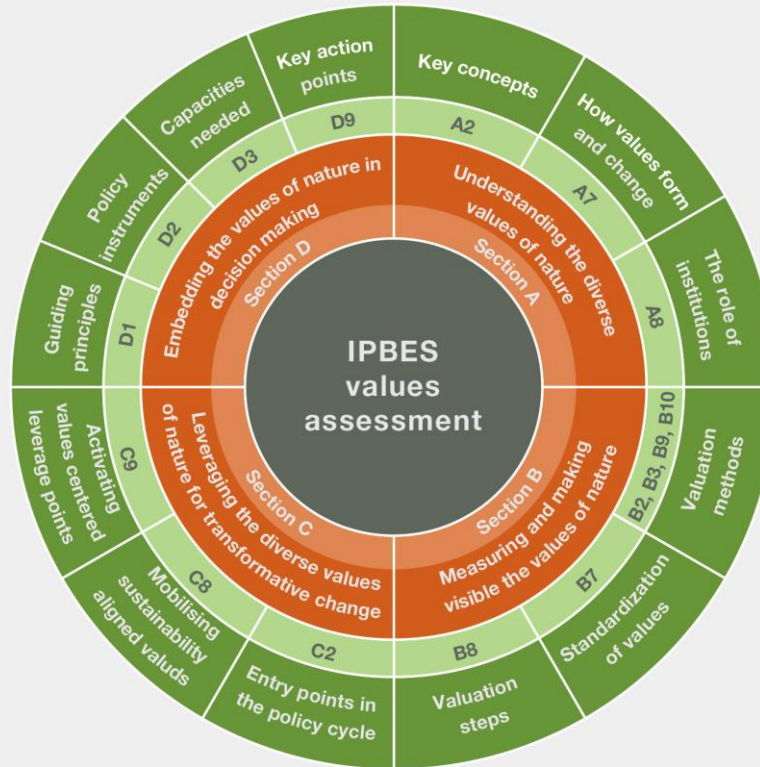 IPBES
values
assessment
Section A
Understanding the diverse
values of nature
A2
Key concepts
A7
How values form
and change
A8
The role of
institutions
Section B
Measuring and making
visible the values of nature
B2, B3, B9, B10
Valuation
methods
B7
Standardization
of values
B8
Valuation
steps
Section C
Leveraging the diverse values
of nature for transformative change
C2
Entry points in
the policy cycle
C8
Mobilising
sustainability
aligned valuds
C9
Activating
values centered
leverage points
Section D
Embedding the values of nature in
decision making
D1
Guiding
principles
D2
Policy
instruments
D3
Capacities
needed
D9
Key action
points